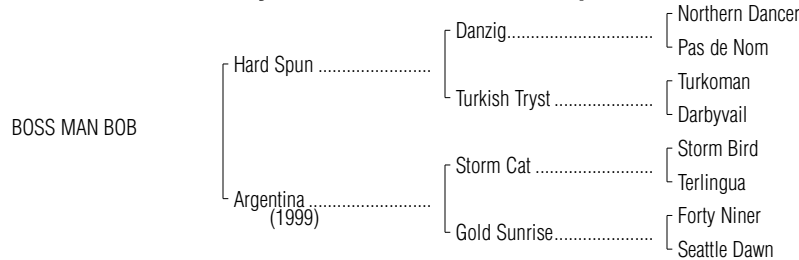 Northern Dancer
Danzig
Pas de Nom
Hard Spun
Turkoman
Turkish Tryst
Darbyvail
BOSS MAN BOB
Storm Bird
Storm Cat
Terlingua
Argentina
(1999)
Forty Niner
Gold Sunrise
Seattle Dawn